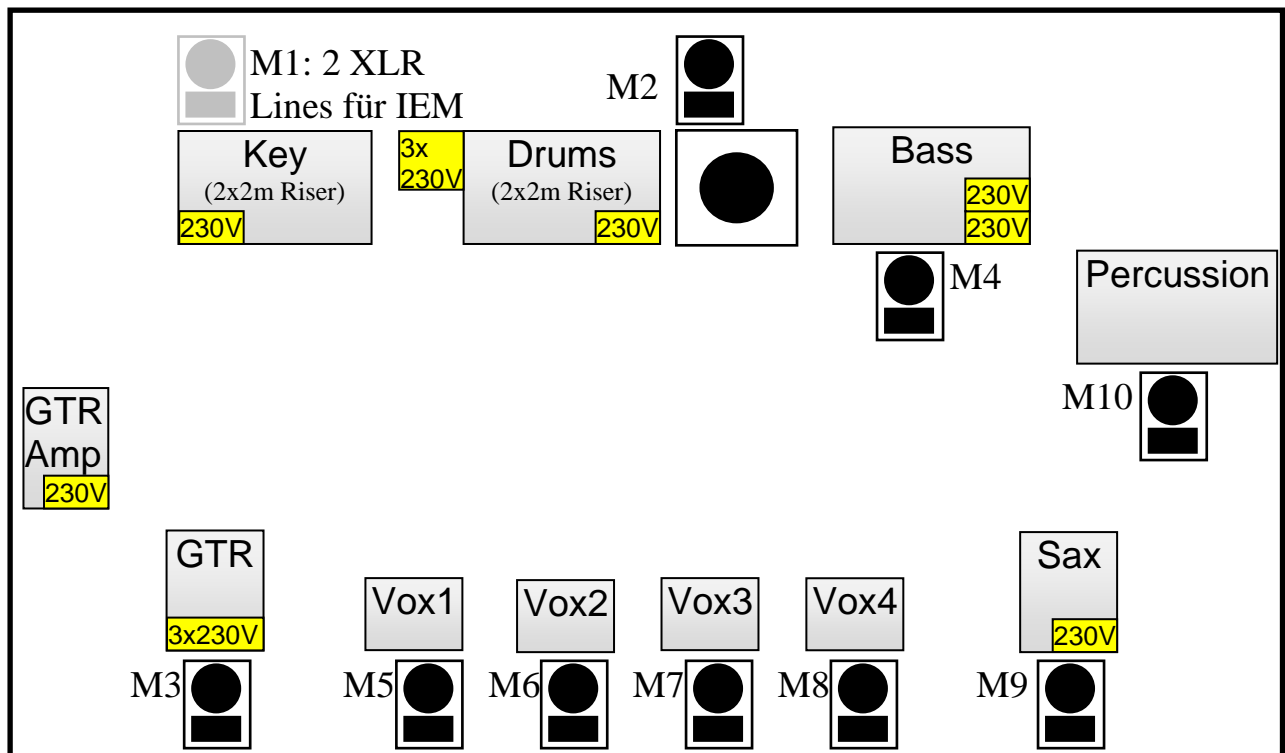 M1: 2 XLR
Lines für IEM
M2
Key
(2x2m Riser)
230V
3x
230V
Drums
(2x2m Riser)
230V
Bass
230V
230V
M4
Percussion
M10
GTR
Amp
230V
GTR
3x230V
Vox1
Vox2
Vox3
Vox4
Sax
230V
M3
M5
M6
M7
M8
M9